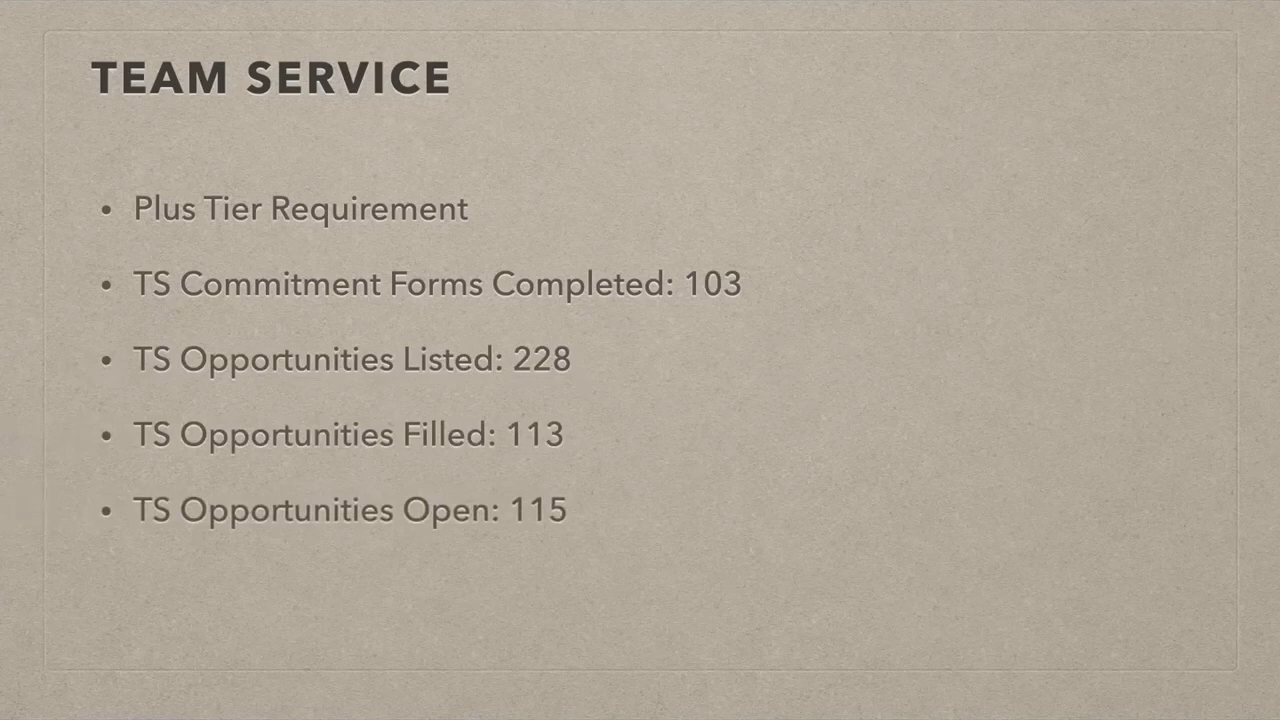 TEAM SERVICE
• Plus Tier Requirement
• TS Commitment Forms Completed: 103
• TS Opportunities Listed: 228
• TS Opportunities Filled: 113
• TS Opportunities Open: 115